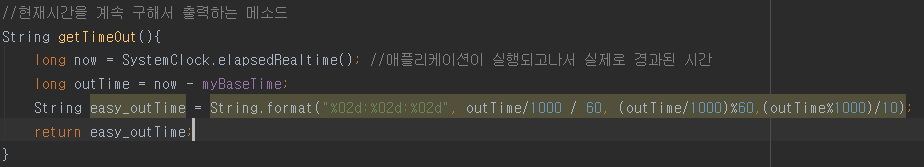 //현재시간을 계속 구해서 출력하는 메소드
String getTimeOut(){
long now = SystemClock.elapsedRealtime(); //애플리케이션이 실행되고나서 실제로 경과된 시간
long outTime = now - myBaseTime;
String easy_outTime = String.format("%02d:%02d:%02d", outTime/1000 / 60, (outTime/1000)%60,(outTime%1000)/10);
return easy_outTime;
}